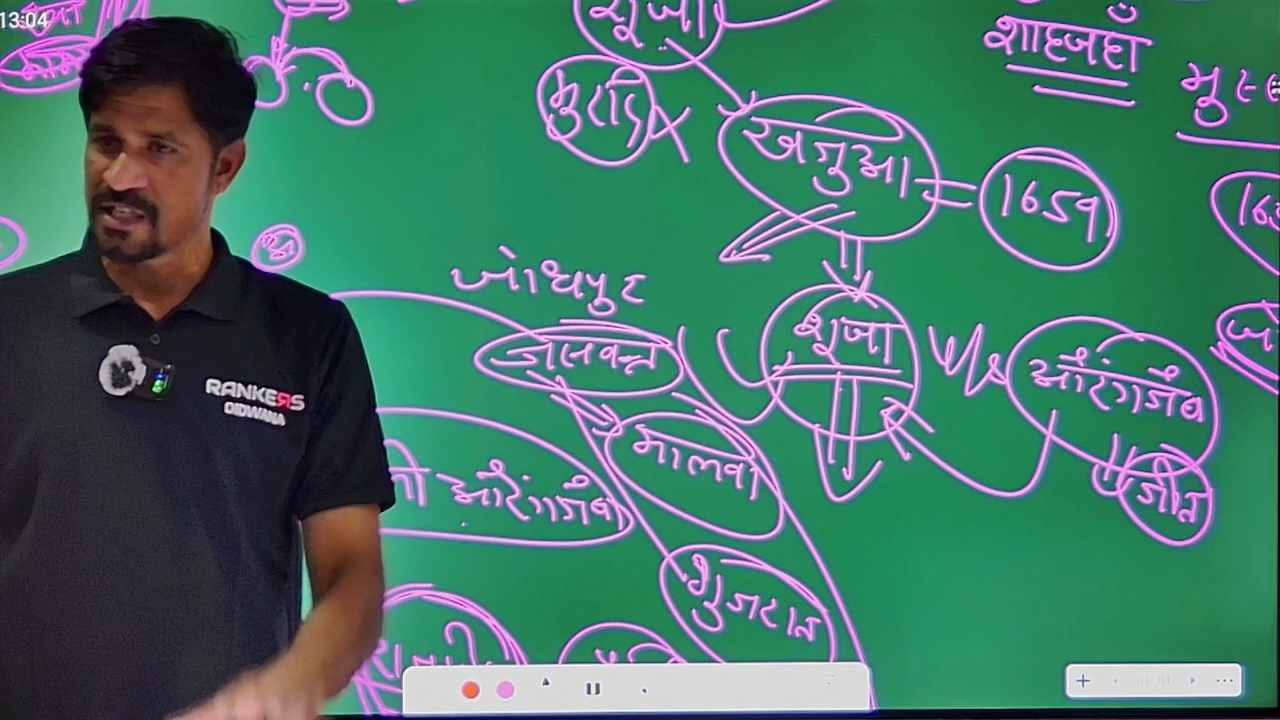 13:04
शूजा
शाहजहाँ
मुराद
खजुआ
1659
जोधपुर
शूजा
V/s
औरंगजेब
जसवन्त
जीत
मालवा
औरंगजेब
गुजरात
RANKERS
DIDWANA